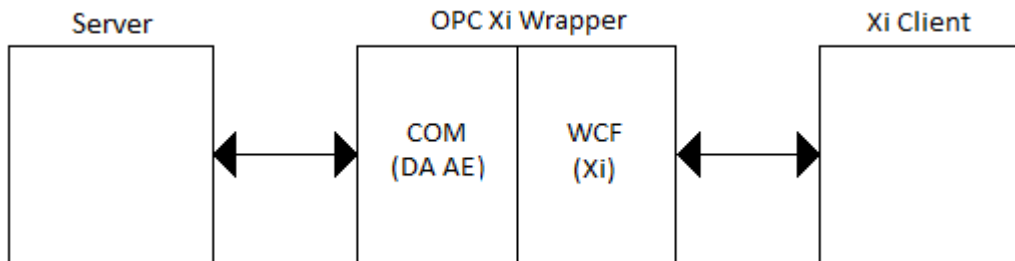 Server
OPC Xi Wrapper
Xi Client
COM
(DA AE)
WCF
(Xi)